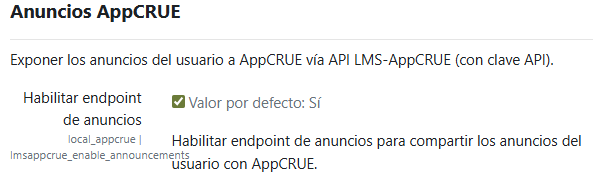 Anuncios AppCRUE
Exponer los anuncios del usuario a AppCRUE vía API LMS-AppCRUE (con clave API).
Habilitar endpoint
de anuncios
local_appcrue |
lmsappcrue_enable_announcements
Valor por defecto: Sí
Habilitar endpoint de anuncios para compartir los anuncios del
usuario con AppCRUE.